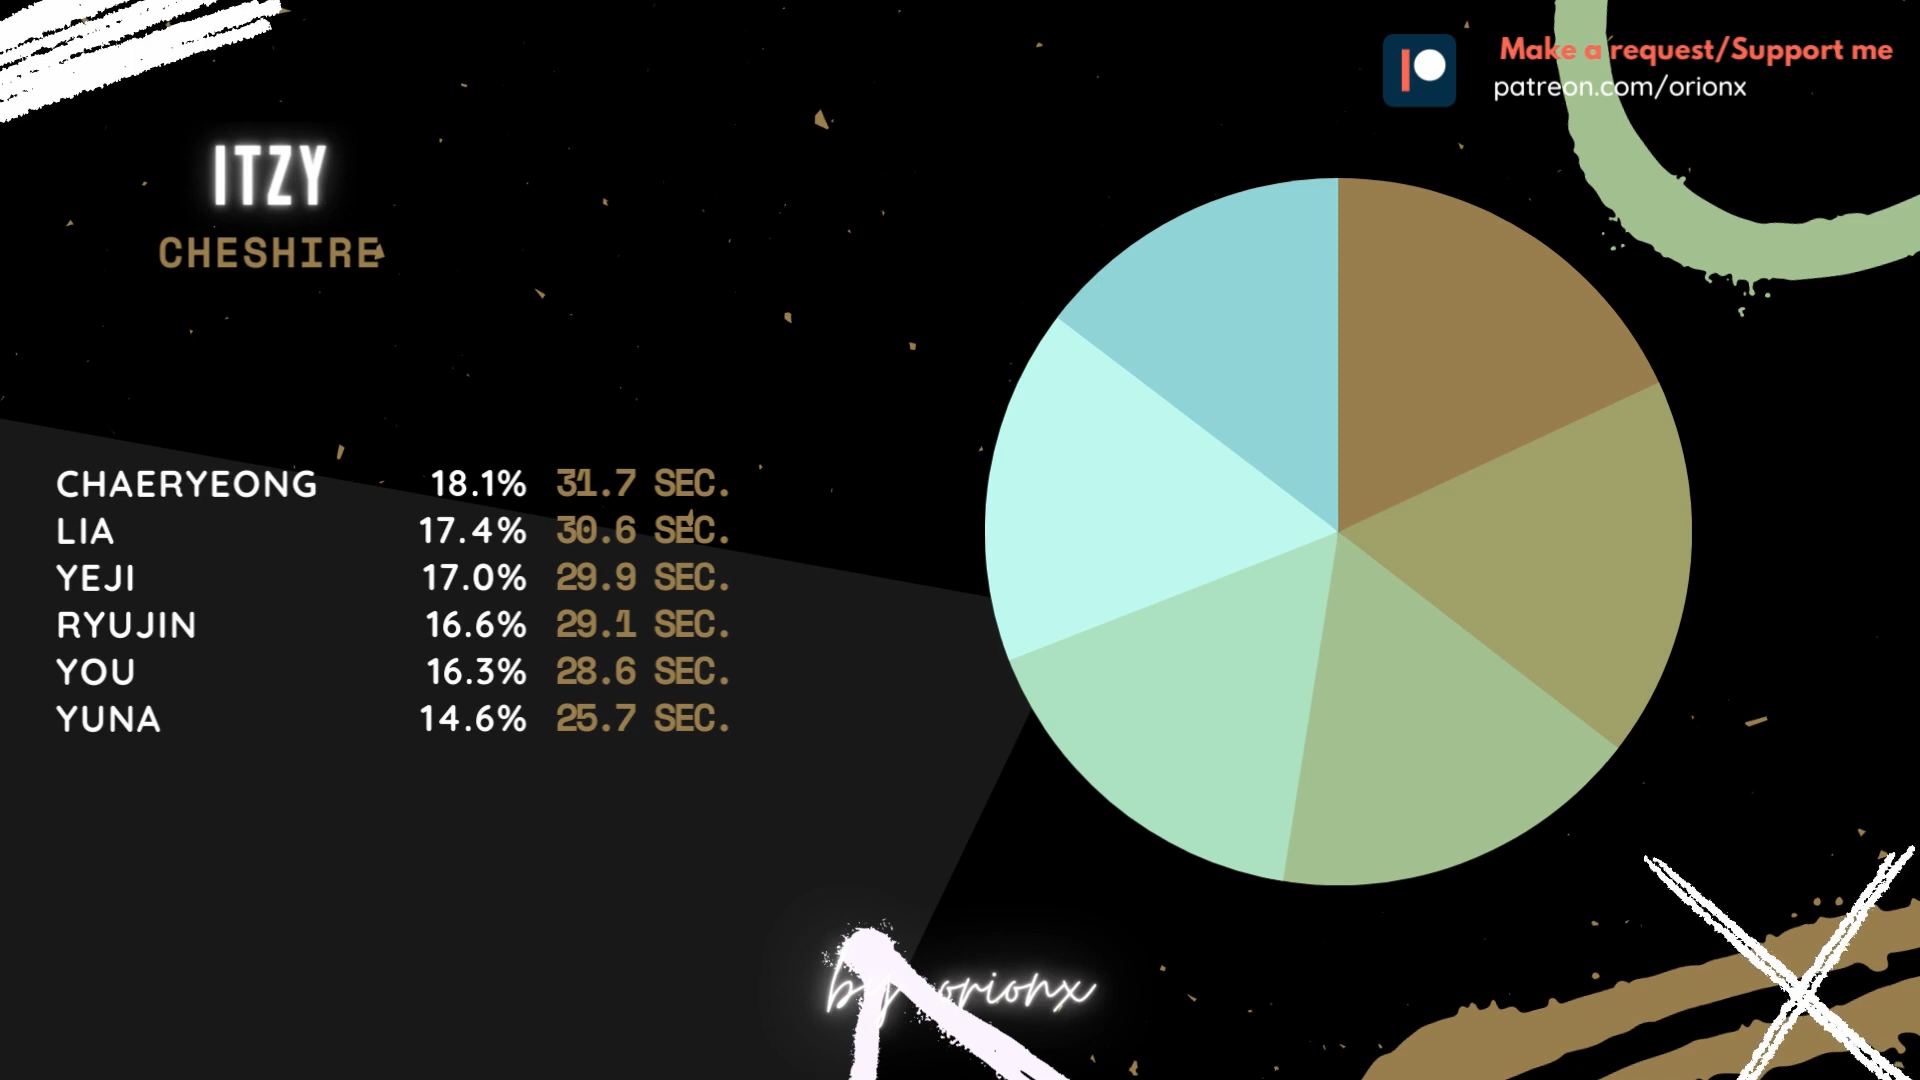 Make a request/Support me
patreon.com/orionx
ITZY
CHESHIRE
CHAERYEONG 18.1% 31.7 SEC.
LIA 17.4% 30.6 SEC.
YEJI 17.0% 29.9 SEC.
RYUJIN 16.6% 29.1 SEC.
YOU 16.3% 28.6 SEC.
YUNA 14.6% 25.7 SEC.
by orionx